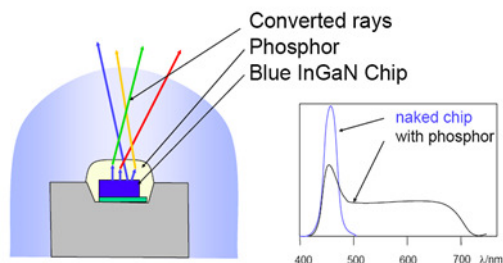 Converted rays
Phosphor
Blue InGaN Chip
naked chip
with phosphor
400 500 600 700 λ/nm